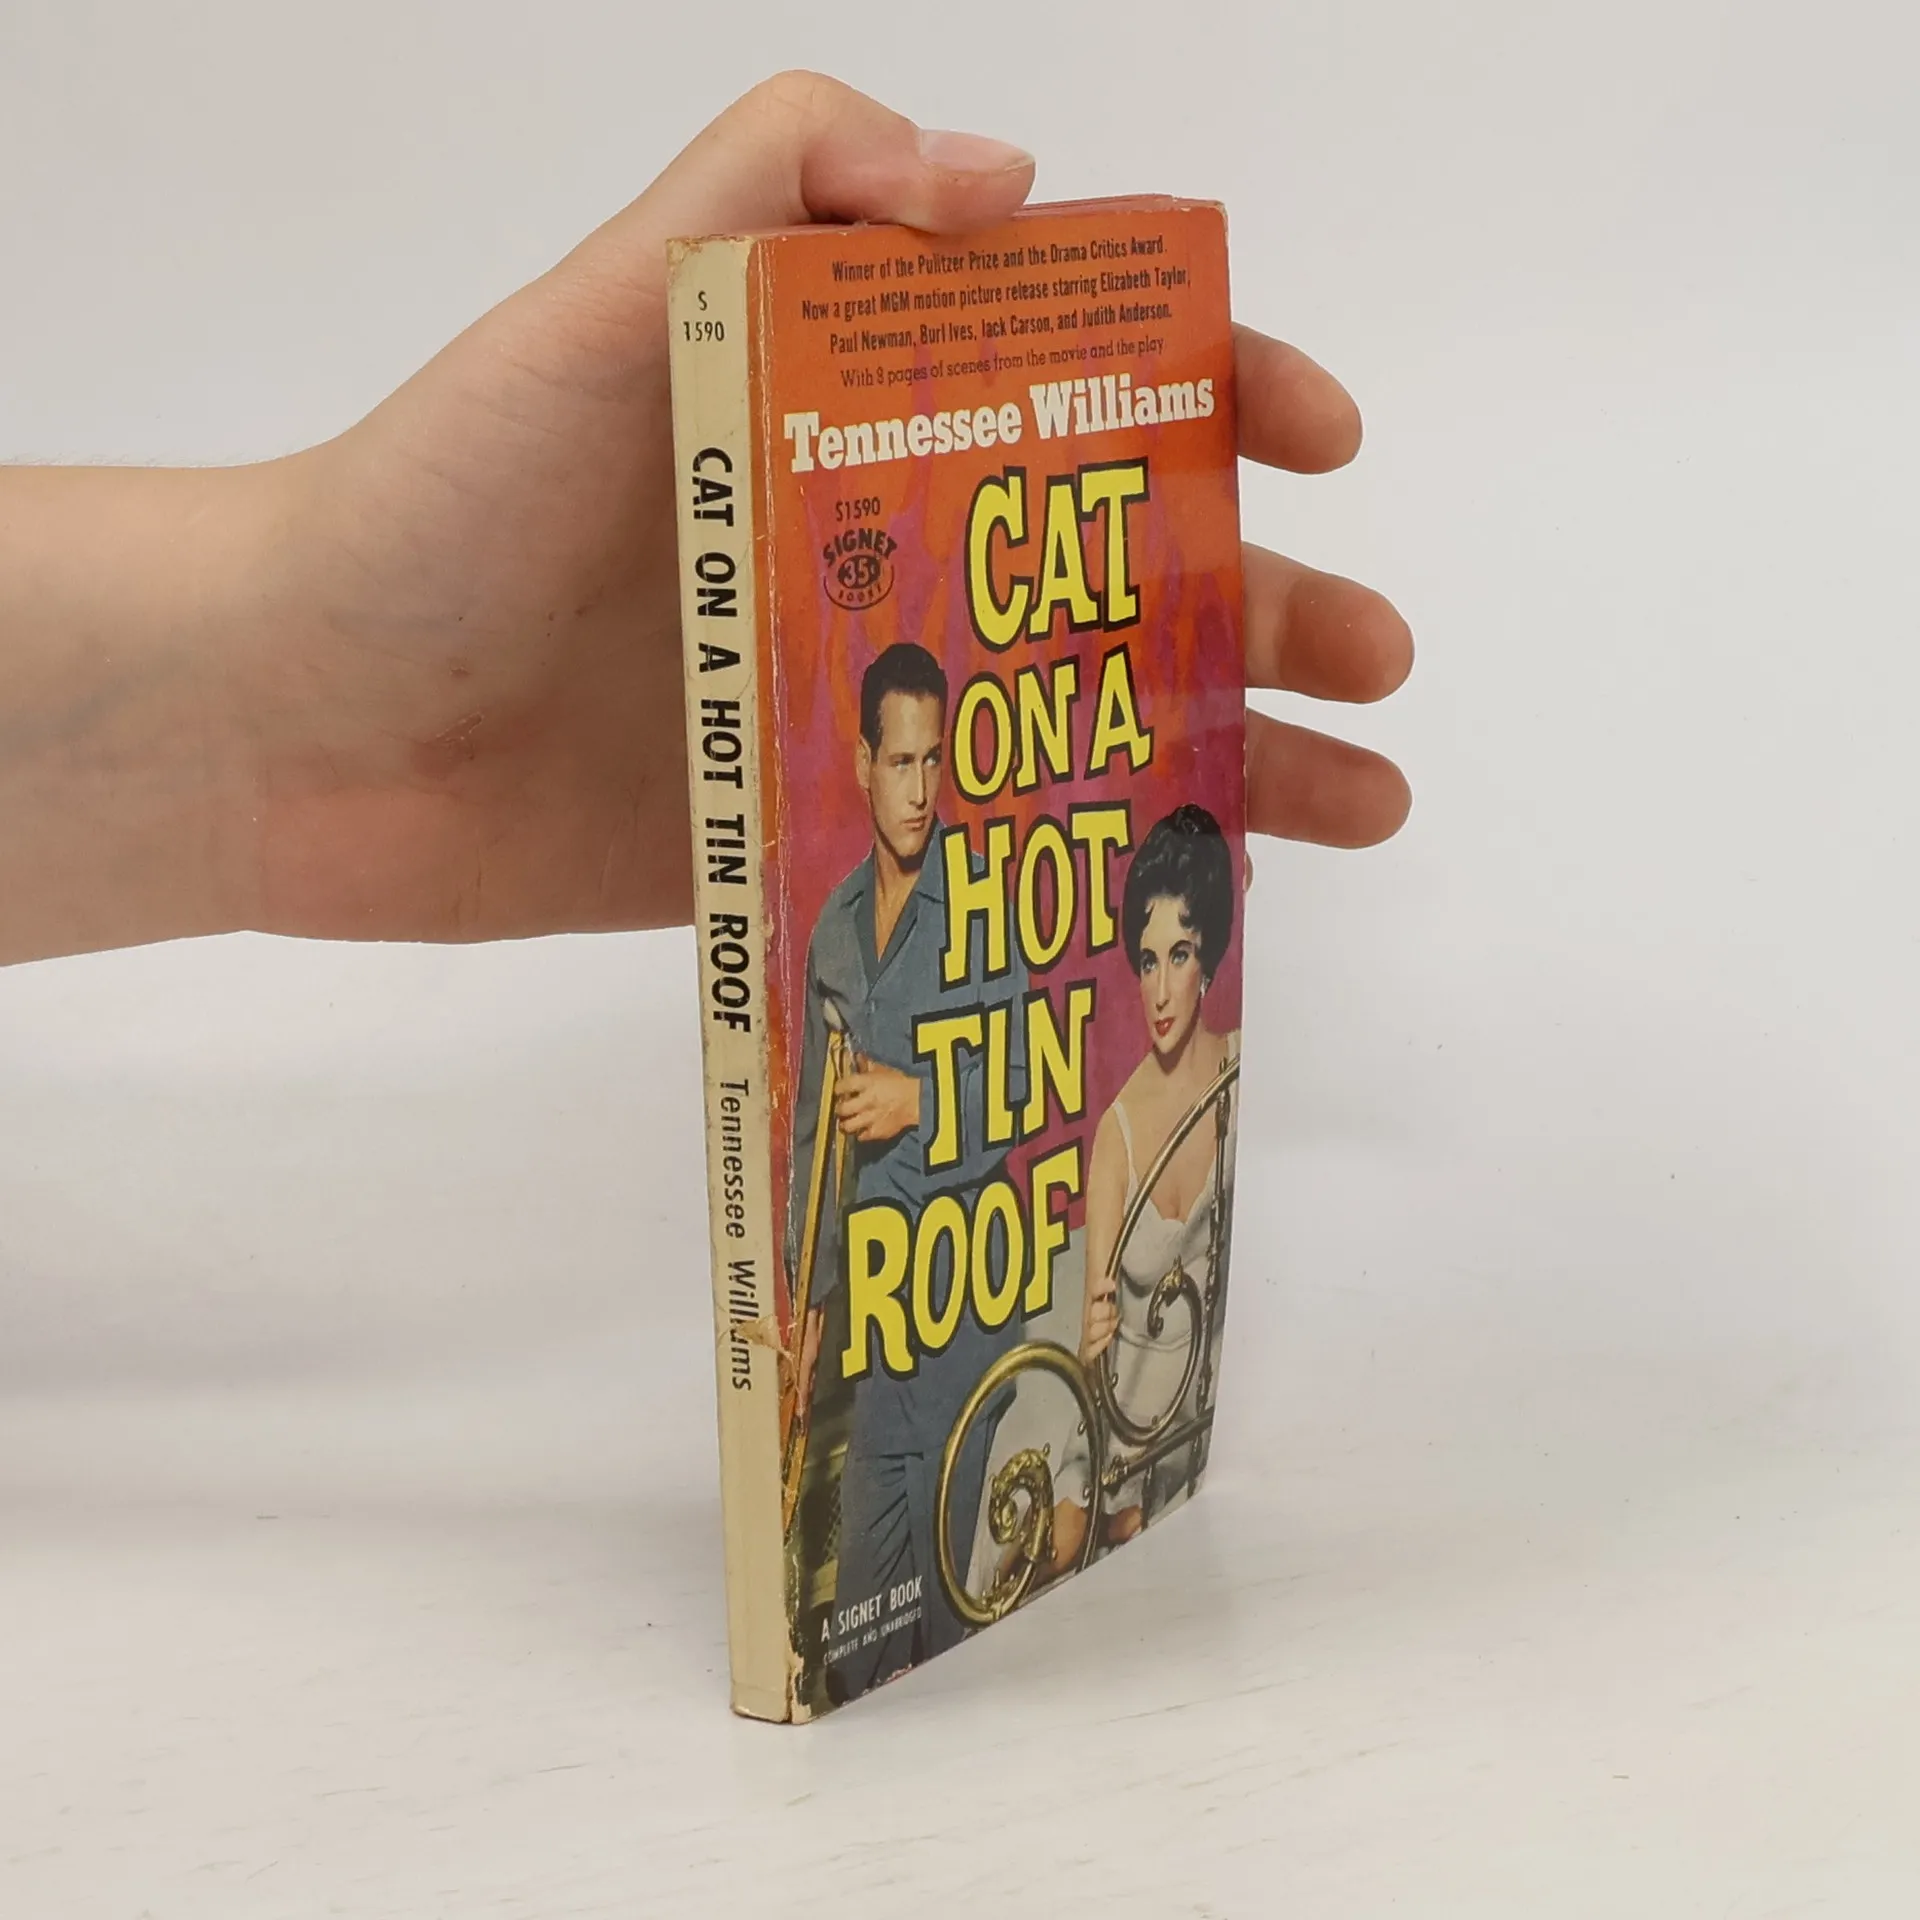 S
1590
CAT ON A HOT TIN ROOF Tennessee Williams
Winner of the Pulitzer Prize and the Drama Critics Award.
Now a great MGM motion picture release starring Elizabeth Taylor,
Paul Newman, Burl Ives, Jack Carson, and Judith Anderson.
With 8 pages of scenes from the movie and the play
Tennessee Williams
S1590
SIGNET
35¢
BOOKS
CAT
ON A
HOT
TIN
ROOF
A SIGNET BOOK
COMPLETE AND UNABRIDGED